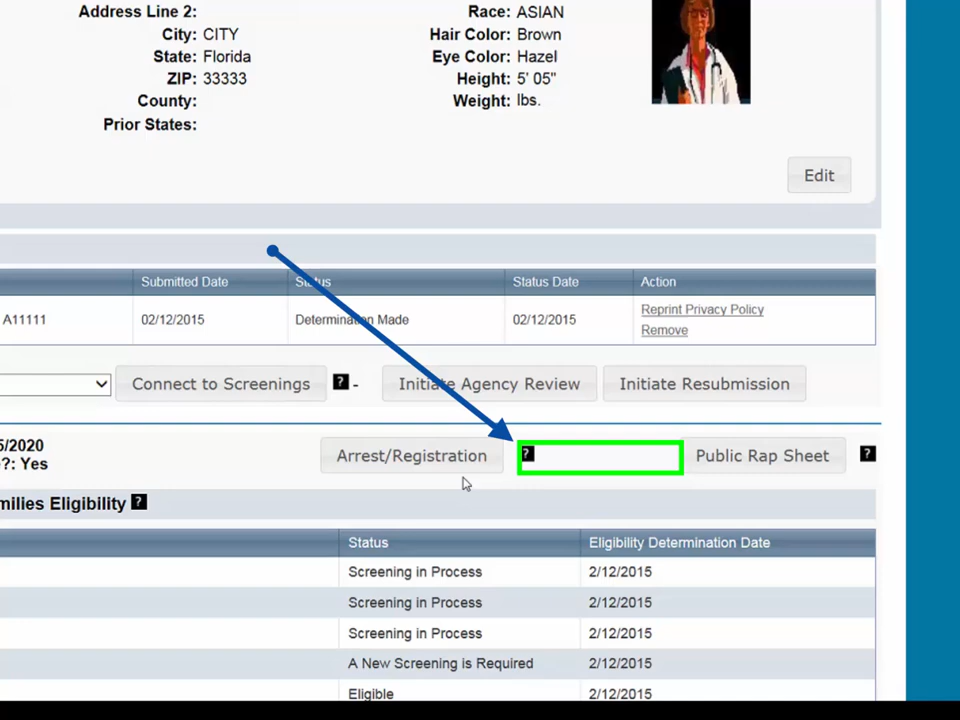 Address Line 2:
Race: ASIAN
City: CITY
Hair Color: Brown
State: Florida
Eye Color: Hazel
ZIP: 33333
Height: 5' 05"
County:
Weight: lbs.
Prior States:
Edit
Submitted Date Status Status Date Action
A11111 02/12/2015 Determination Made 02/12/2015 Reprint Privacy Policy
Remove
Connect to Screenings ? - Initiate Agency Review Initiate Resubmission
5/2020
e?: Yes
Arrest/Registration ? Public Rap Sheet ?
milies Eligibility ?
Status Eligibility Determination Date
Screening in Process 2/12/2015
Screening in Process 2/12/2015
Screening in Process 2/12/2015
A New Screening is Required 2/12/2015
Eligible 2/12/2015